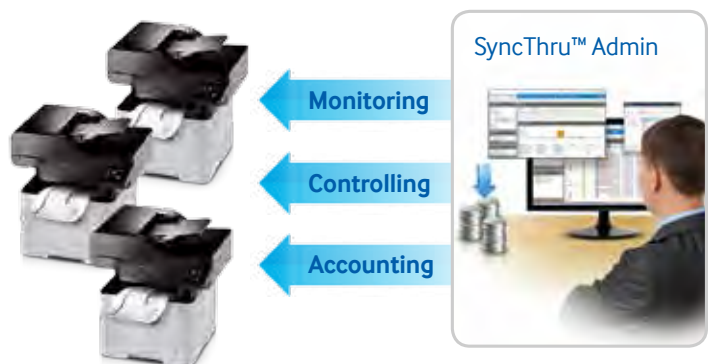 SyncThru™ Admin
Monitoring
Controlling
Accounting